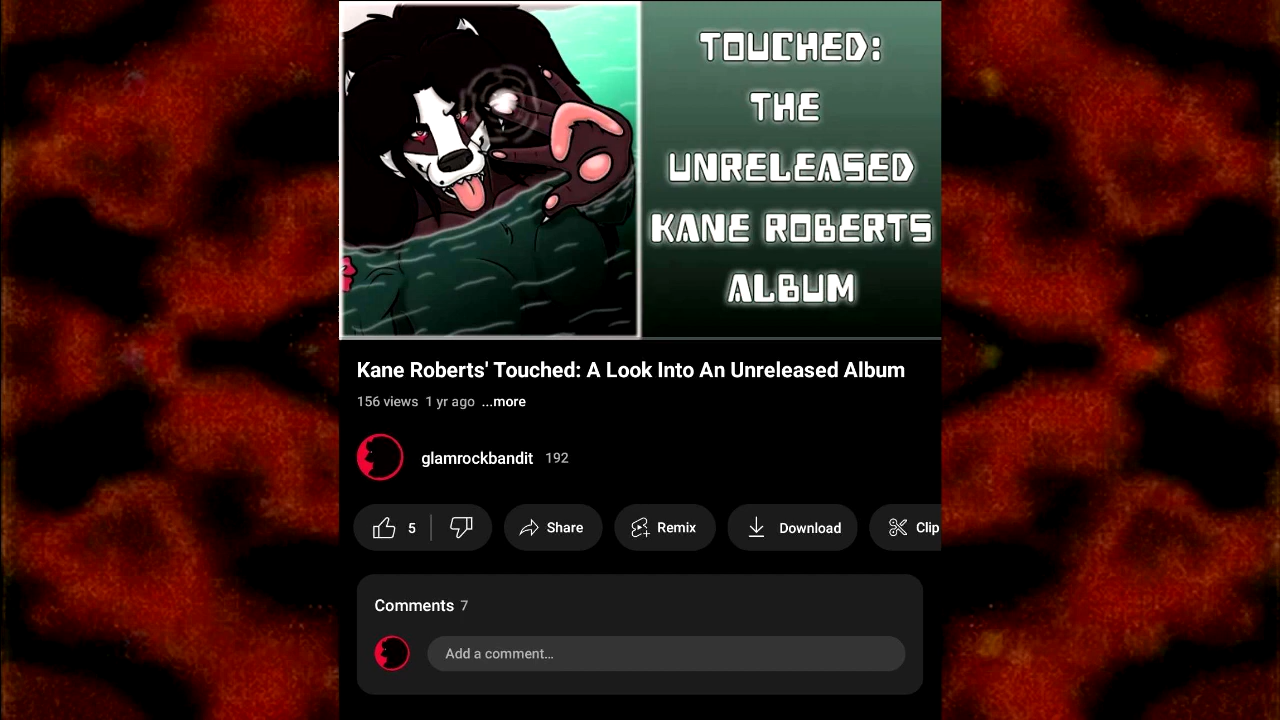 TOUCHED:
THE
UNRELEASED
KANE ROBERTS
ALBUM
Kane Roberts' Touched: A Look Into An Unreleased Album
156 views 1 yr ago ...more
glamrockbandit 192
5 Share Remix Download Clip
Comments 7
Add a comment...